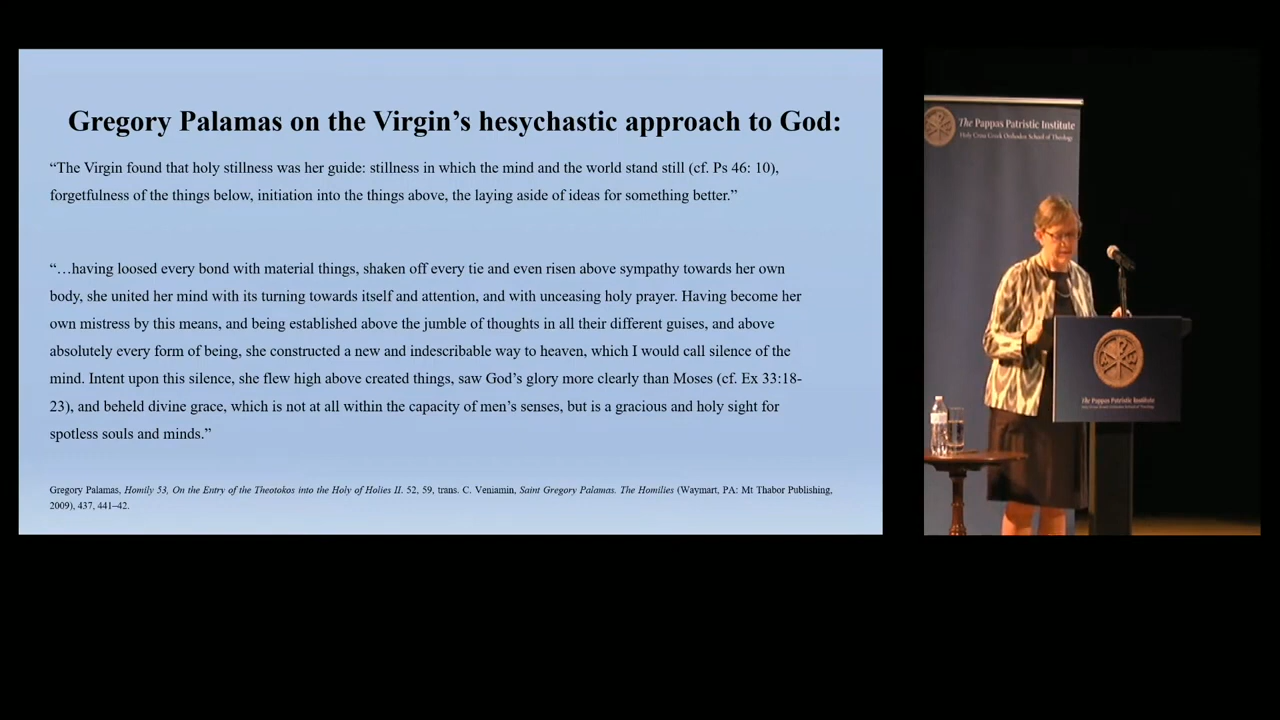 Gregory Palamas on the Virgin’s hesychastic approach to God:
“The Virgin found that holy stillness was her guide: stillness in which the mind and the world stand still (cf. Ps 46: 10),
forgetfulness of the things below, initiation into the things above, the laying aside of ideas for something better.”
“…having loosed every bond with material things, shaken off every tie and even risen above sympathy towards her own
body, she united her mind with its turning towards itself and attention, and with unceasing holy prayer. Having become her
own mistress by this means, and being established above the jumble of thoughts in all their different guises, and above
absolutely every form of being, she constructed a new and indescribable way to heaven, which I would call silence of the
mind. Intent upon this silence, she flew high above created things, saw God’s glory more clearly than Moses (cf. Ex 33:18-
23), and beheld divine grace, which is not at all within the capacity of men’s senses, but is a gracious and holy sight for
spotless souls and minds.”
Gregory Palamas, Homily 53, On the Entry of the Theotokos into the Holy of Holies II. 52, 59, trans. C. Veniamin, Saint Gregory Palamas. The Homilies (Waymart, PA: Mt Thabor Publishing,
2009), 437, 441–42.
The Pappas Patristic Institute
Holy Cross Greek Orthodox School of Theology
The Pappas Patristic Institute
Holy Cross Greek Orthodox School of Theology